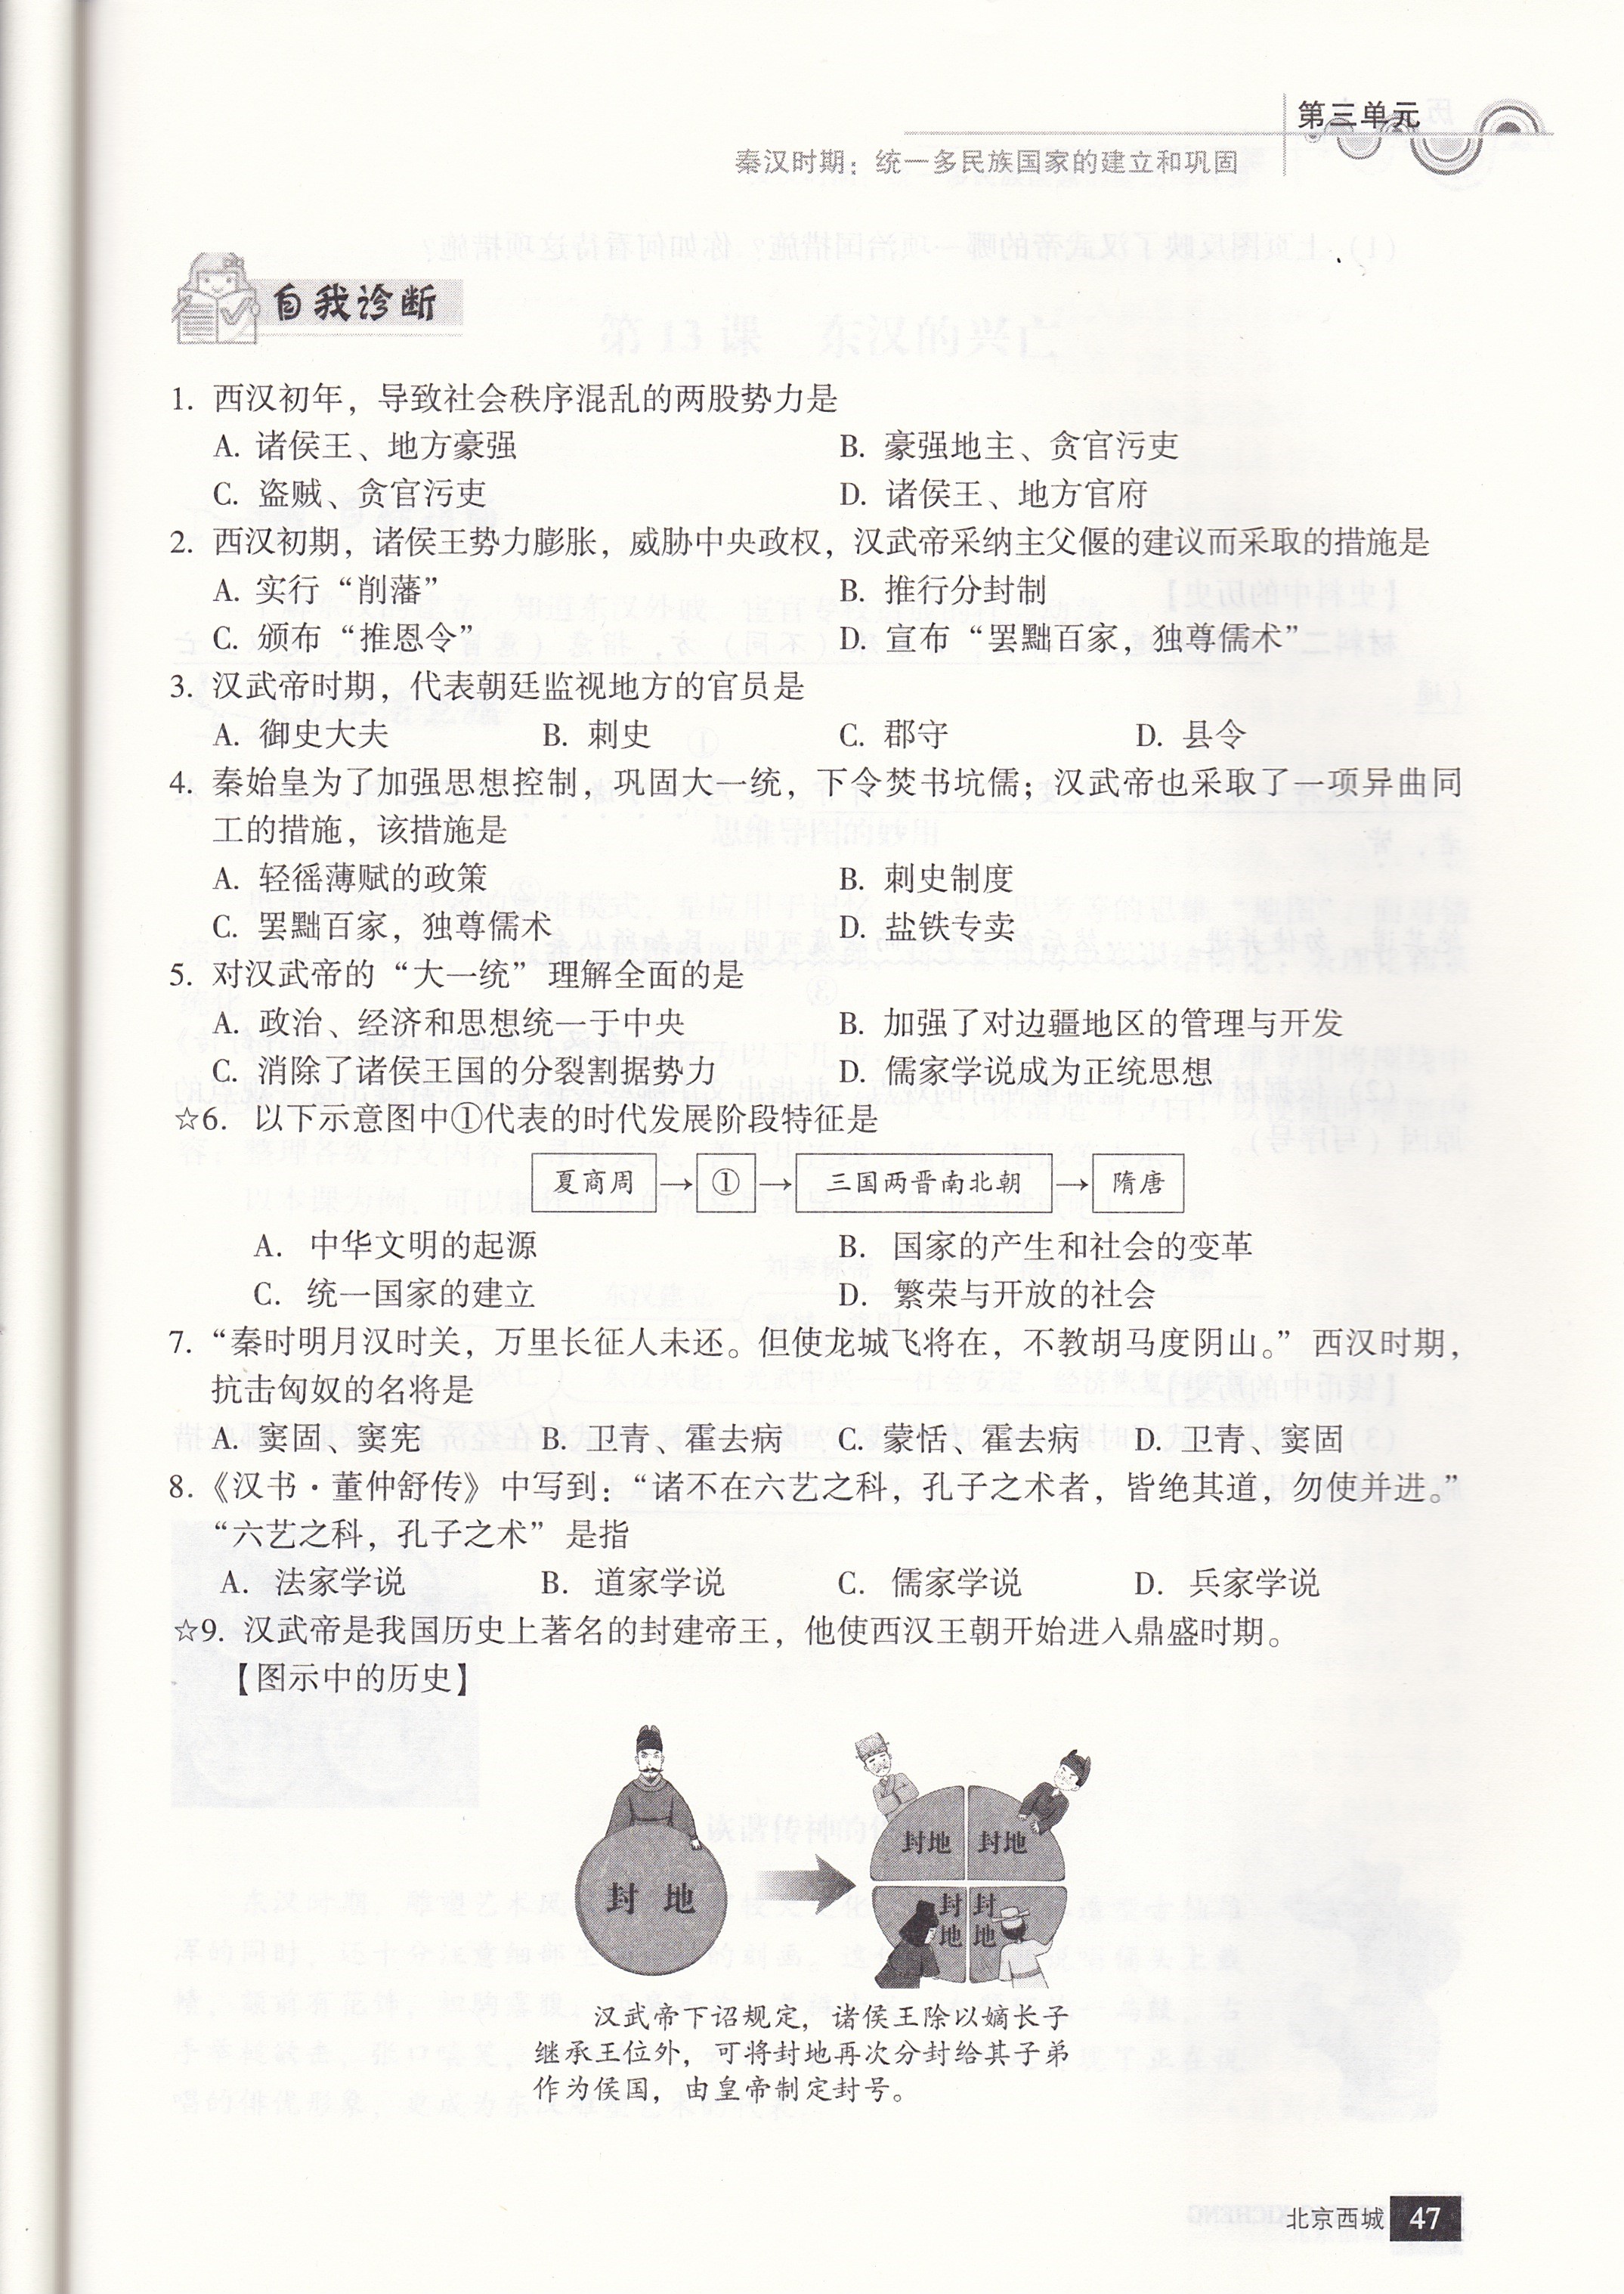 第三单元
秦汉时期：统一多民族国家的建立和巩固
自我诊断
1. 西汉初年，导致社会秩序混乱的两股势力是
A. 诸侯王、地方豪强 B. 豪强地主、贪官污吏
C. 盗贼、贪官污吏 D. 诸侯王、地方官府
2. 西汉初期，诸侯王势力膨胀，威胁中央政权，汉武帝采纳主父偃的建议而采取的措施是
A. 实行“削藩” B. 推行分封制
C. 颁布“推恩令” D. 宣布“罢黜百家，独尊儒术”
3. 汉武帝时期，代表朝廷监视地方的官员是
A. 御史大夫 B. 刺史 C. 郡守 D. 县令
4. 秦始皇为了加强思想控制，巩固大一统，下令焚书坑儒；汉武帝也采取了一项异曲同
工的措施，该措施是
A. 轻徭薄赋的政策 B. 刺史制度
C. 罢黜百家，独尊儒术 D. 盐铁专卖
5. 对汉武帝的“大一统”理解全面的是
A. 政治、经济和思想统一于中央 B. 加强了对边疆地区的管理与开发
C. 消除了诸侯王国的分裂割据势力 D. 儒家学说成为正统思想
☆6. 以下示意图中①代表的时代发展阶段特征是
夏商周→①→三国两晋南北朝→隋唐
A. 中华文明的起源 B. 国家的产生和社会的变革
C. 统一国家的建立 D. 繁荣与开放的社会
7. “秦时明月汉时关，万里长征人未还。但使龙城飞将在，不教胡马度阴山。”西汉时期，
抗击匈奴的名将是
A. 窦固、窦宪 B. 卫青、霍去病 C. 蒙恬、霍去病 D. 卫青、窦固
8.《汉书·董仲舒传》中写到：“诸不在六艺之科，孔子之术者，皆绝其道，勿使并进。”
“六艺之科，孔子之术”是指
A. 法家学说 B. 道家学说 C. 儒家学说 D. 兵家学说
☆9. 汉武帝是我国历史上著名的封建帝王，他使西汉王朝开始进入鼎盛时期。
【图示中的历史】
封地
封地 封地
封地 封地
汉武帝下诏规定，诸侯王除以嫡长子
继承王位外，可将封地再次分封给其子弟
作为侯国，由皇帝制定封号。
北京西城 47